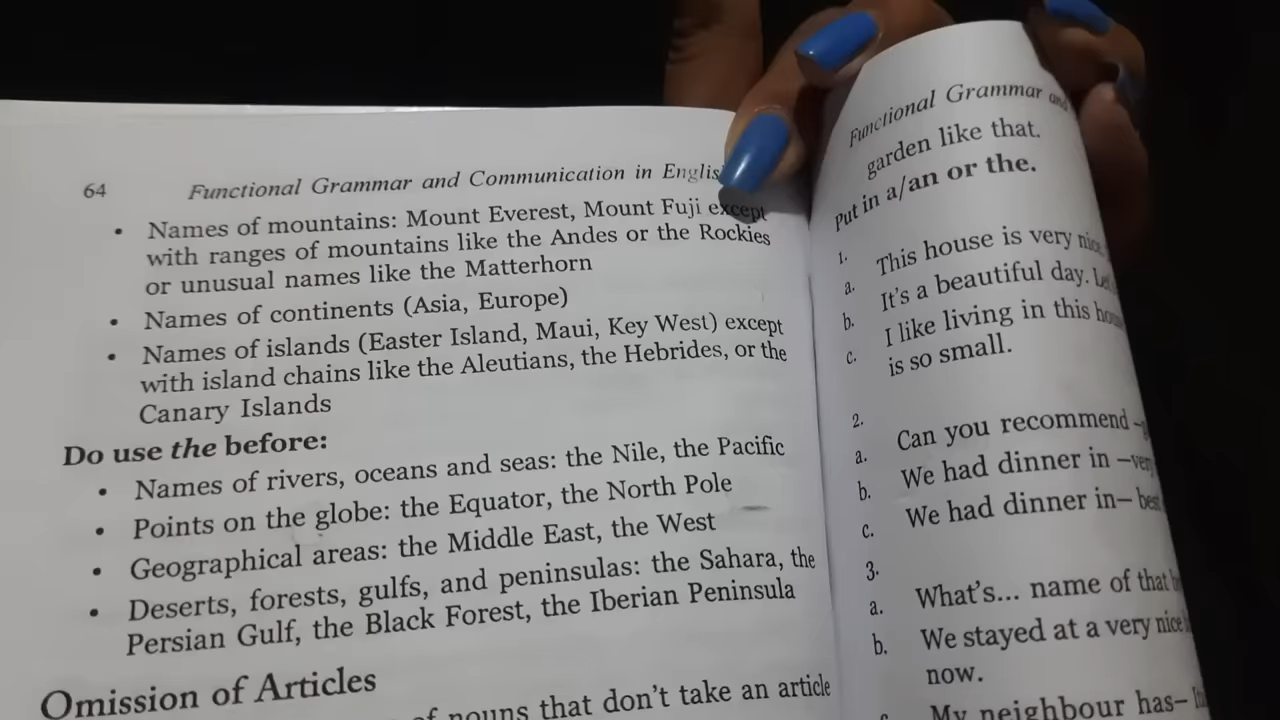 64 Functional Grammar and Communication in Englis
• Names of mountains: Mount Everest, Mount Fuji except
with ranges of mountains like the Andes or the Rockies
or unusual names like the Matterhorn
• Names of continents (Asia, Europe)
• Names of islands (Easter Island, Maui, Key West) except
with island chains like the Aleutians, the Hebrides, or the
Canary Islands
Do use the before:
• Names of rivers, oceans and seas: the Nile, the Pacific
• Points on the globe: the Equator, the North Pole
• Geographical areas: the Middle East, the West
• Deserts, forests, gulfs, and peninsulas: the Sahara, the
Persian Gulf, the Black Forest, the Iberian Peninsula
Omission of Articles
of nouns that don't take an article
Functional Grammar
garden like that.
Put in a/an or the.
1.
a. This house is very nice
b. It's a beautiful day.
c. I like living in this
is so small.
2.
a. Can you recommend –
b. We had dinner in –very
c. We had dinner in– best
3.
a. What's... name of that
b. We stayed at a very nice
now.
My neighbour has–